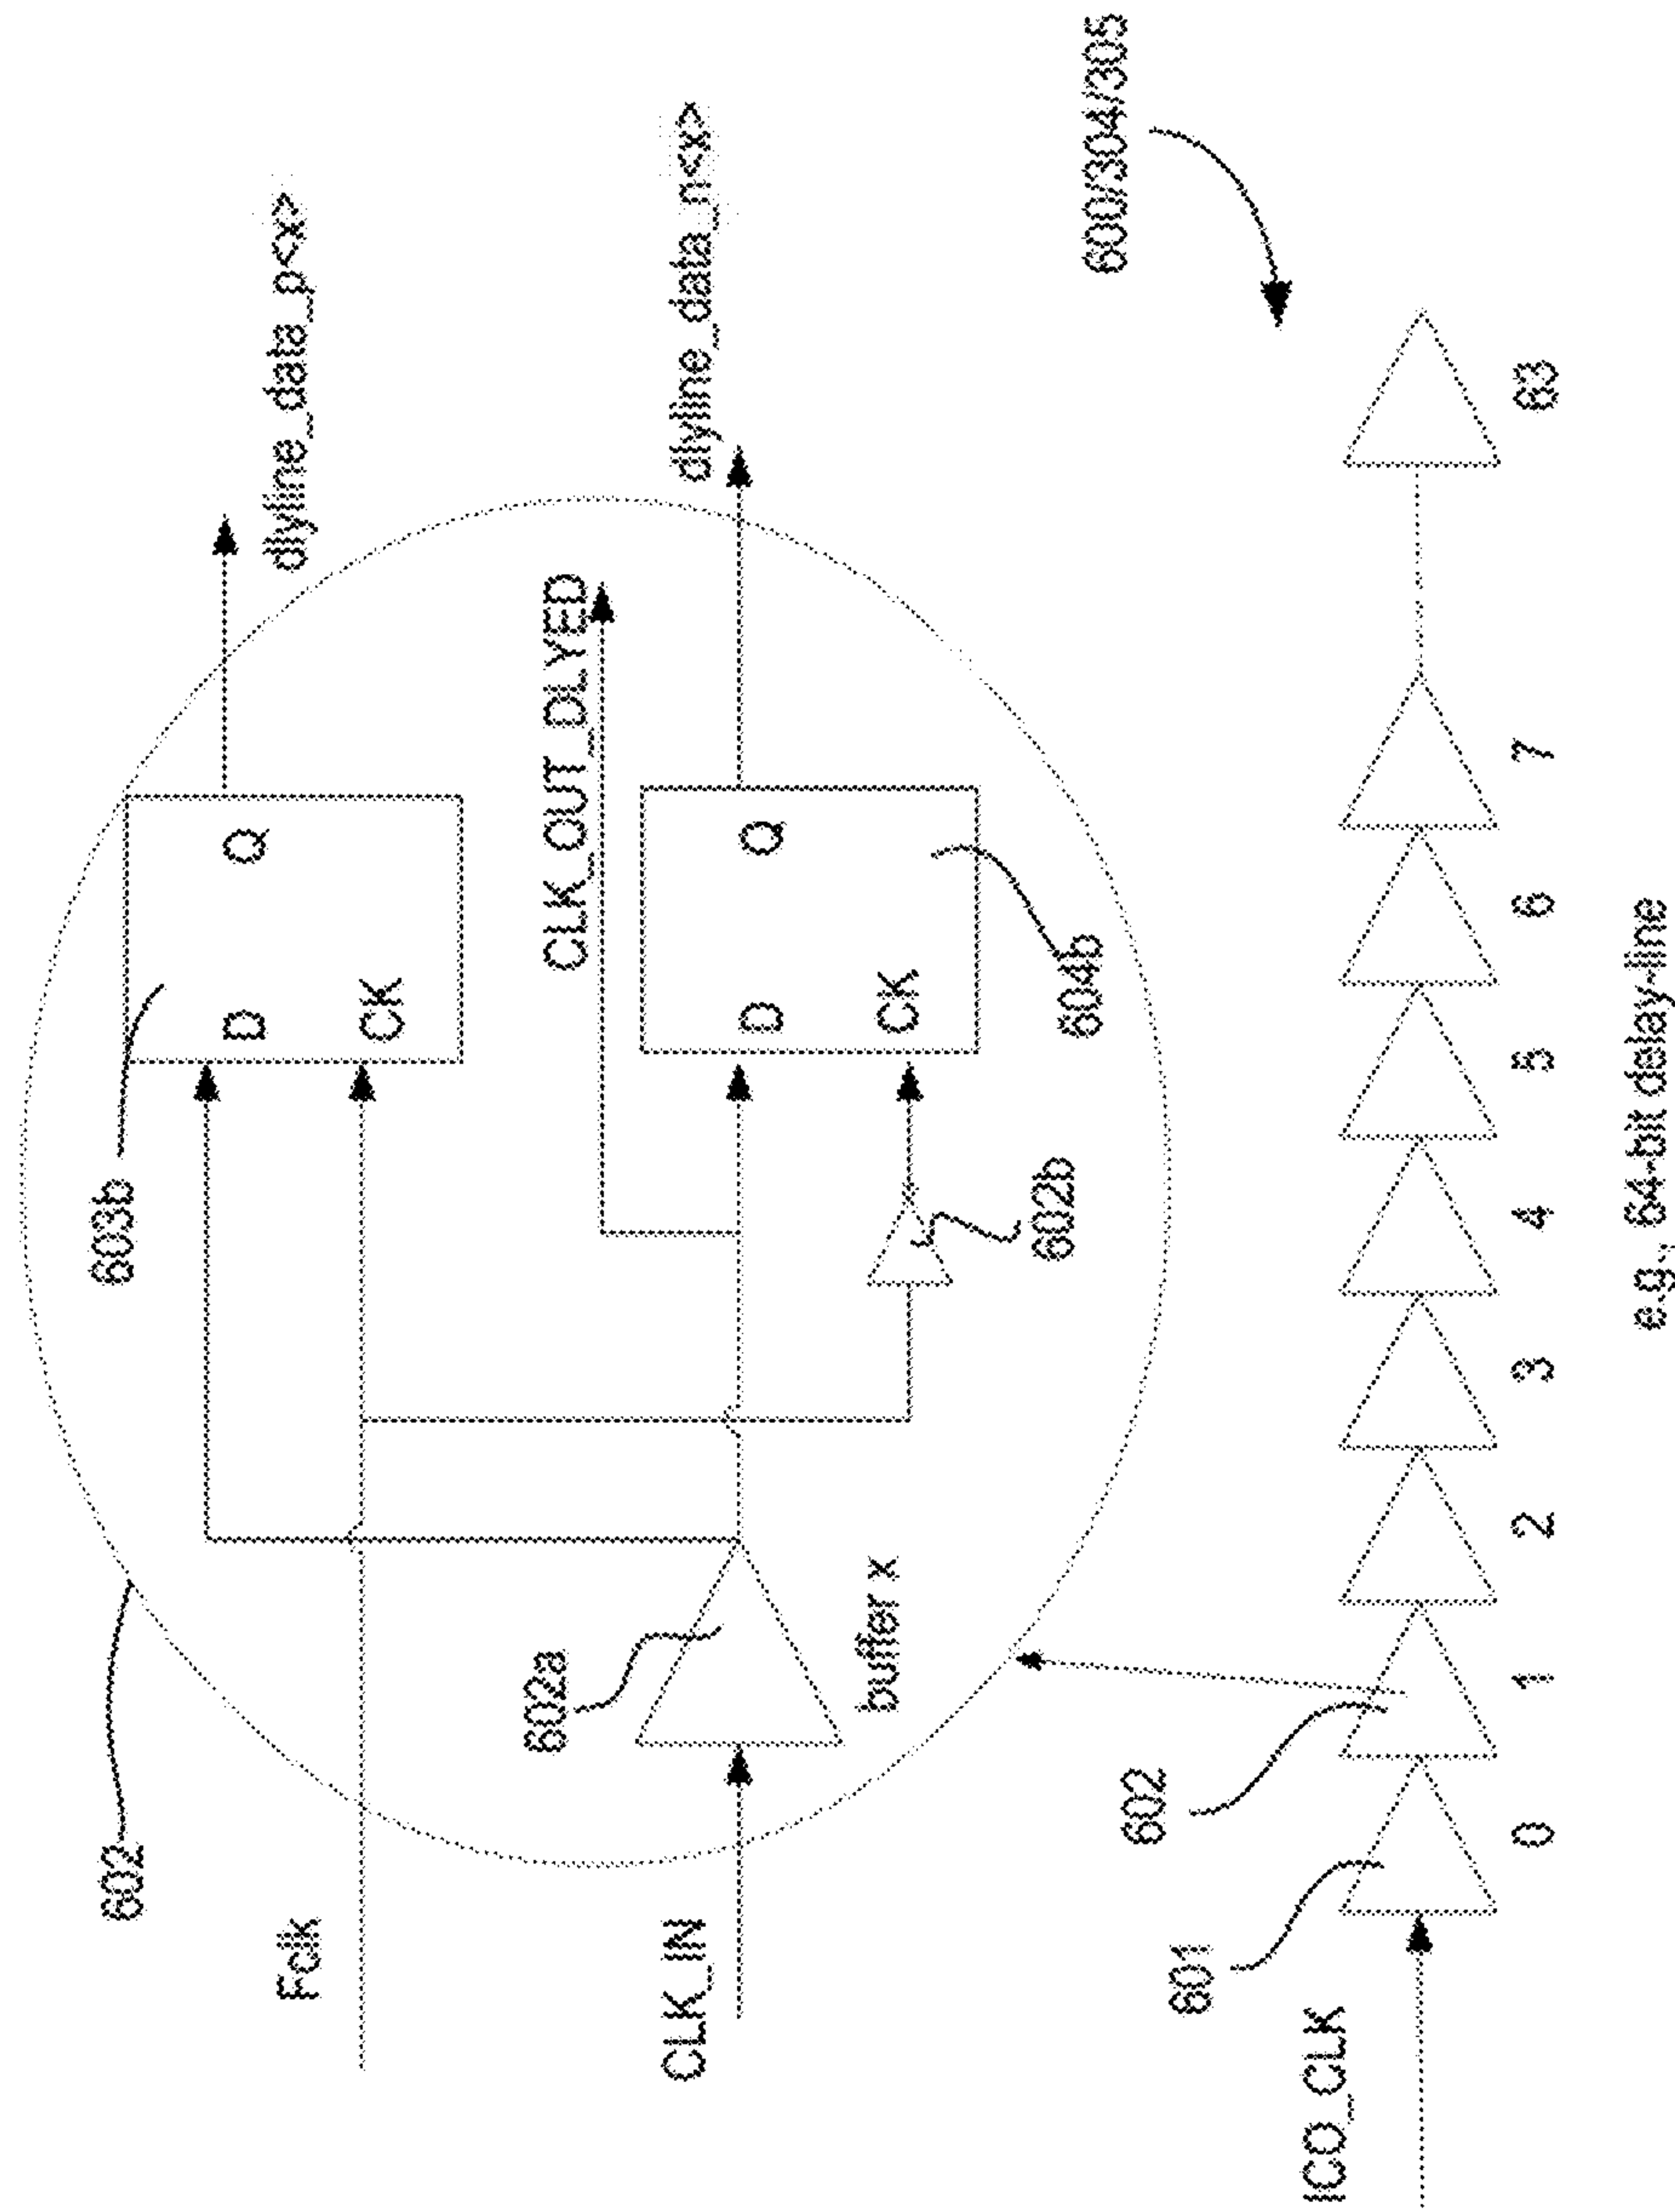 602
603b
dlyline_data_p<x>
Fclk
D
Q
CK
CLK_OUT_DLYED
602a
CLK_IN
D
Q
dlyline_data_n<x>
CK
buffer x
602b
604b
602
601
600/304/305
ICO_CLK
0 1 2 3 4 5 6 7 63
e.g., 64-bit delay-line